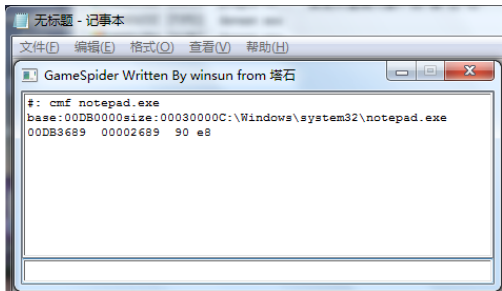 无标题 - 记事本
文件(F) 编辑(E) 格式(O) 查看(V) 帮助(H)
GameSpider Written By winsun from 塔石
#: cmf notepad.exe
base:00DB0000size:00030000C:\Windows\system32\notepad.exe
00DB3689 00002689 90 e8